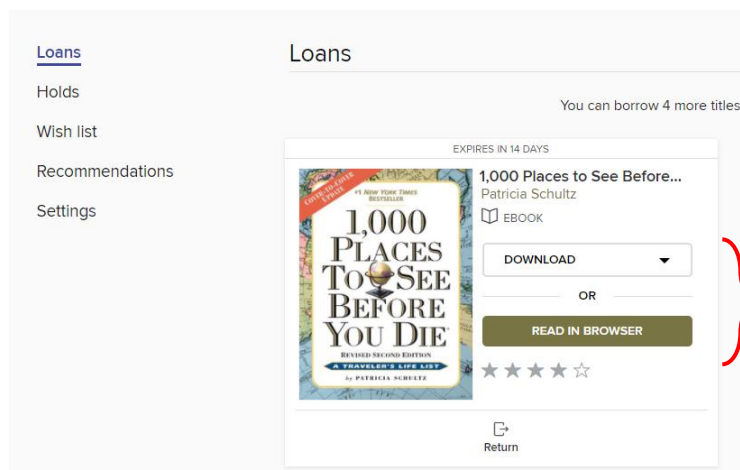 Loans
Holds
Wish list
Recommendations
Settings
Loans
You can borrow 4 more titles
EXPIRES IN 14 DAYS
COVER-TO-COVER
UPDATE
#1 NEW YORK TIMES
BESTSELLER
1,000
PLACES
TO SEE
BEFORE
YOU DIE
REVISED SECOND EDITION
A TRAVELER'S LIFE LIST
by PATRICIA SCHULTZ
1,000 Places to See Before...
Patricia Schultz
EBOOK
DOWNLOAD
OR
READ IN BROWSER
Return